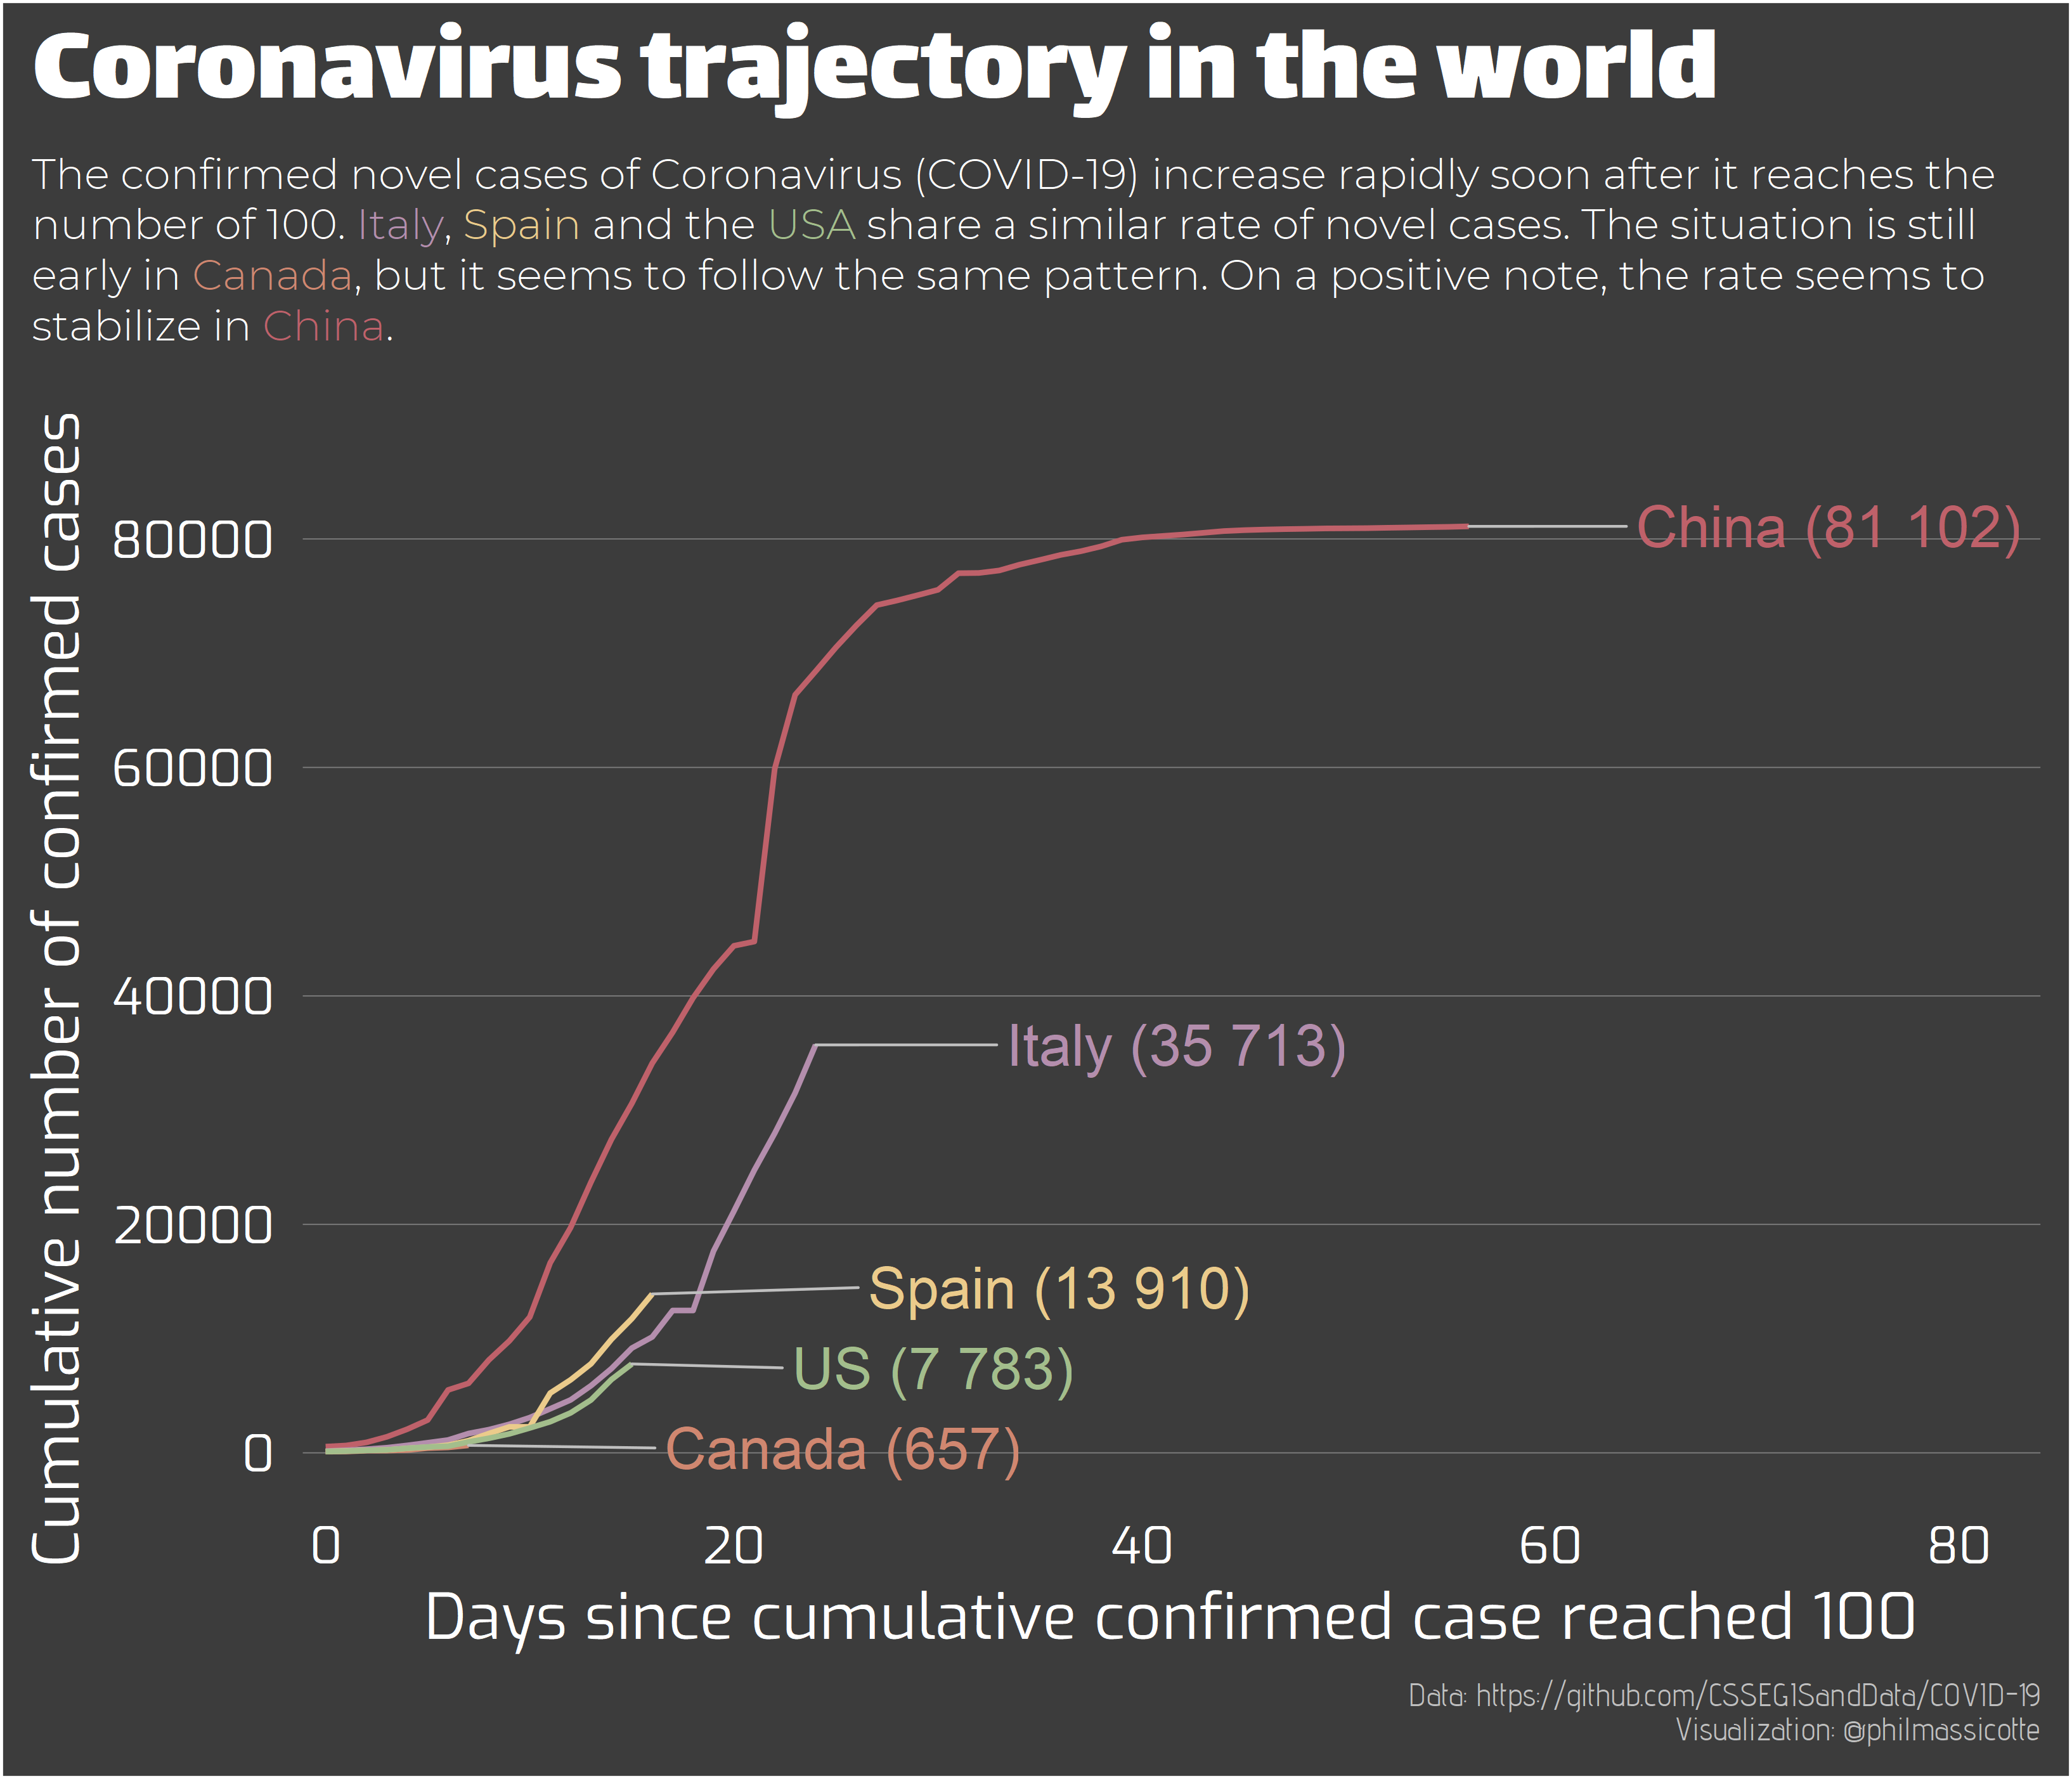 Coronavirus trajectory in the world
The confirmed novel cases of Coronavirus (COVID-19) increase rapidly soon after it reaches the
number of 100. Italy, Spain and the USA share a similar rate of novel cases. The situation is still
early in Canada, but it seems to follow the same pattern. On a positive note, the rate seems to
stabilize in China.
Cumulative number of confirmed cases
80000
60000
40000
20000
0
China (81 102)
Italy (35 713)
Spain (13 910)
US (7 783)
Canada (657)
0 20 40 60 80
Days since cumulative confirmed case reached 100
Data: https://github.com/CSSEGISandData/COVID-19
Visualization: @philmassicotte